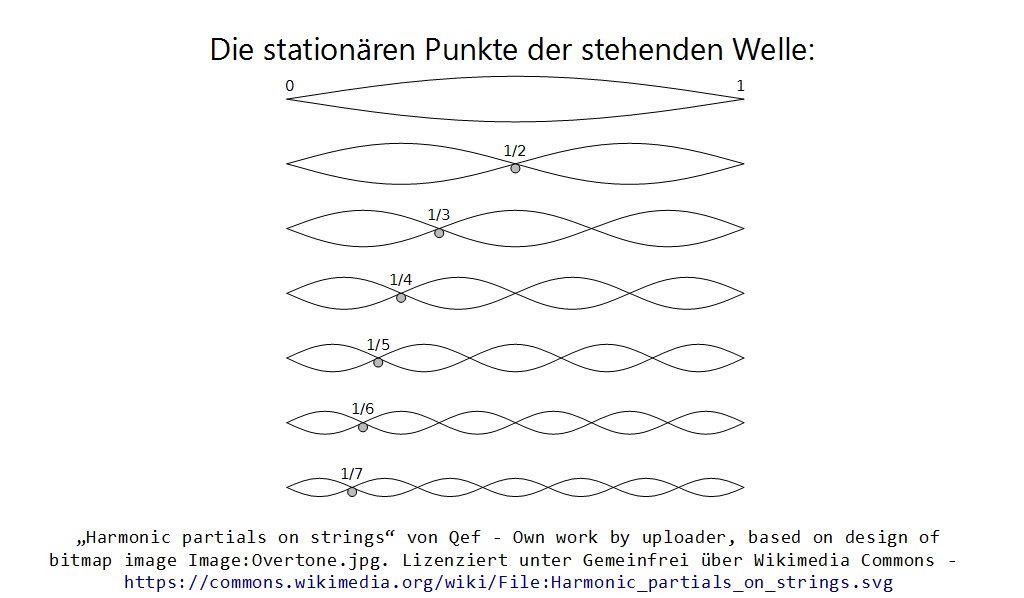 Die stationären Punkte der stehenden Welle:
0 1
1/2
1/3
1/4
1/5
1/6
1/7
„Harmonic partials on strings“ von Qef - Own work by uploader, based on design of
bitmap image Image:Overtone.jpg. Lizenziert unter Gemeinfrei über Wikimedia Commons -
https://commons.wikimedia.org/wiki/File:Harmonic_partials_on_strings.svg